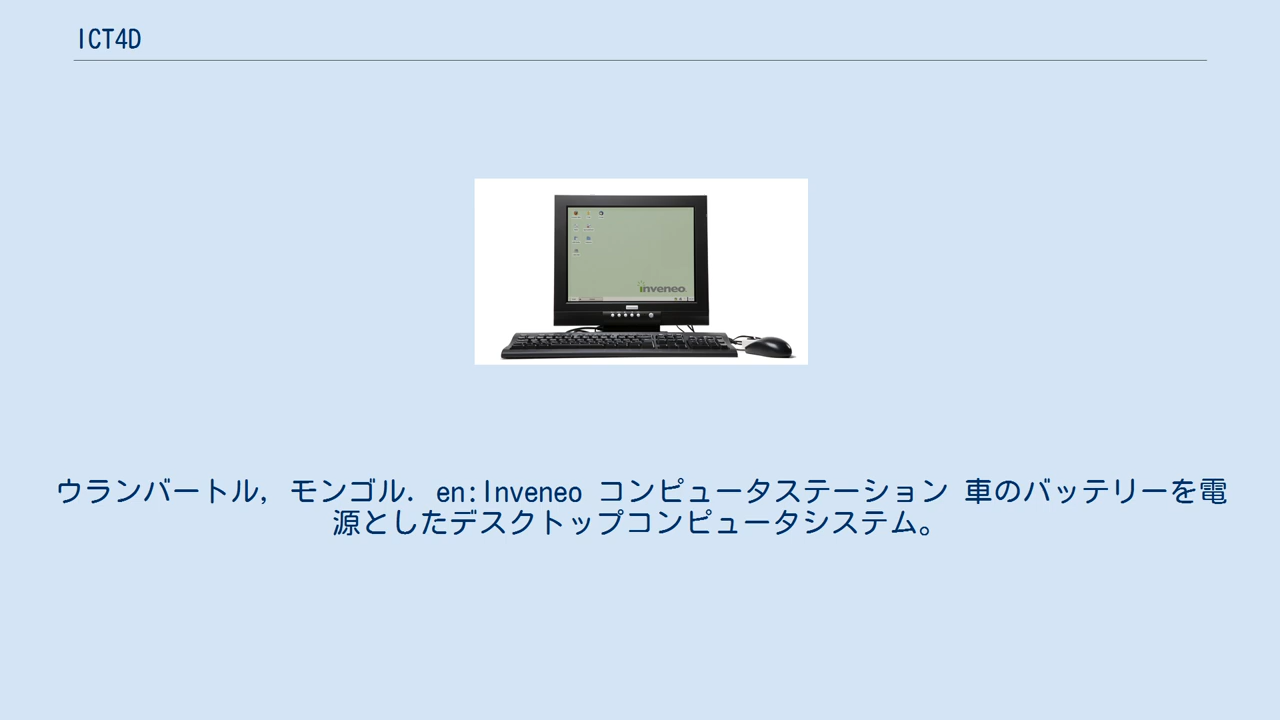 ICT4D
inveneo
ウランバートル, モンゴル. en:Inveneo コンピュータステーション 車のバッテリーを電
源としたデスクトップコンピュータシステム。